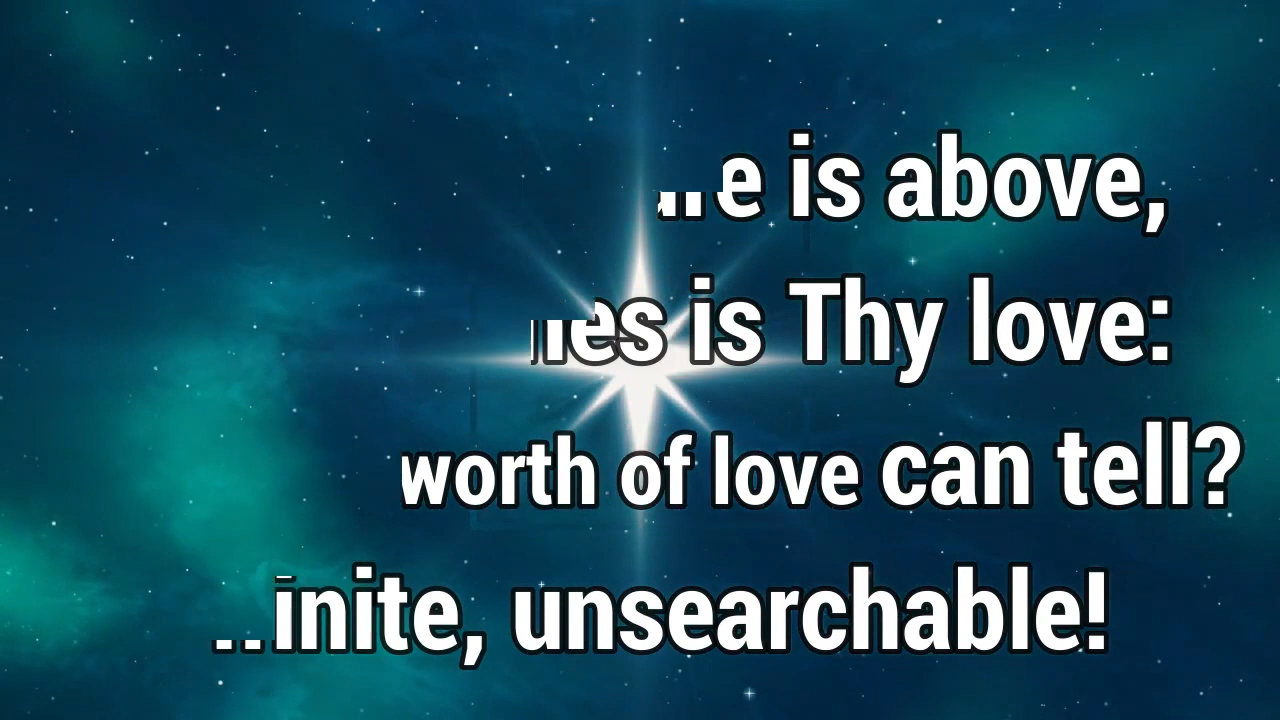 is above,
is Thy love:
worth of love can tell?
unsearchable!